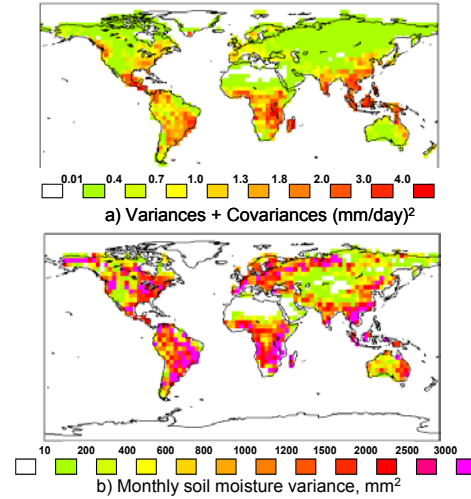 0.01 0.4 0.7 1.0 1.3 1.8 2.0 3.0 4.0
a) Variances + Covariances (mm/day)²
10 200 400 600 800 1000 1200 1400 2000 2500 3000
b) Monthly soil moisture variance, mm²